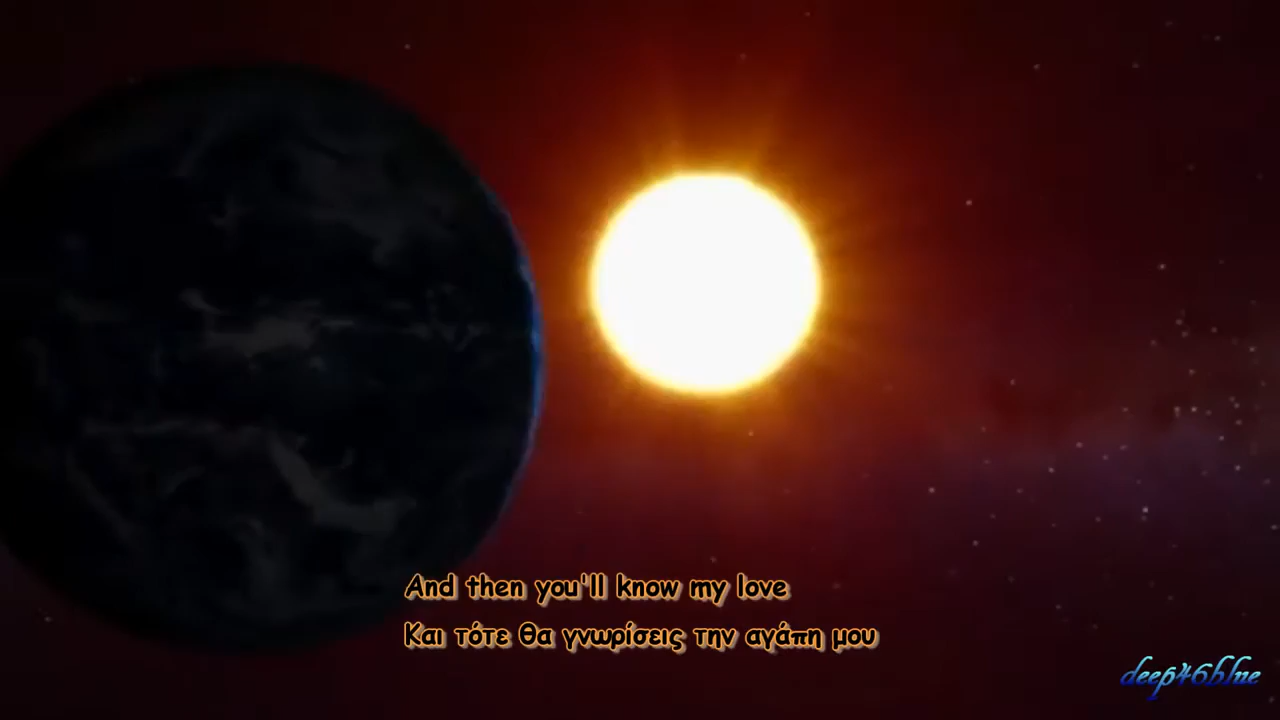 And then you'll know my love
Και τότε θα γνωρίσεις την αγάπη μου
deep46blue